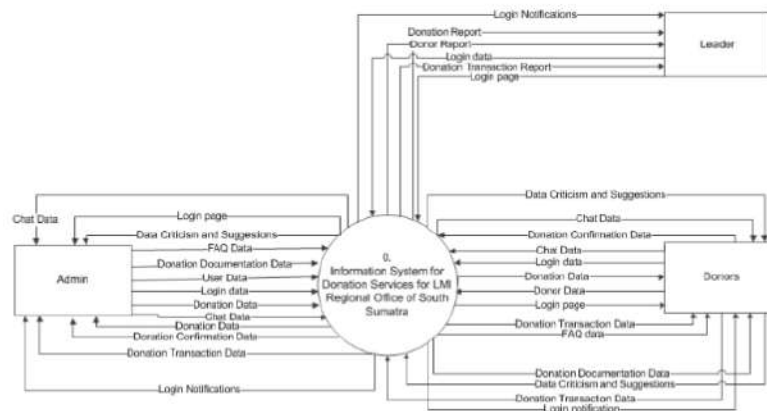 Login Notifications
Donation Report
Donor Report
Login data
Donation Transaction Report
Login page
Leader
Chat Data
Login page
Data Criticism and Suggesions
FAQ Data
Donation Documentation Data
User Data
Login data
Donation Data
Chat Data
Donation Data
Donation Confirmation Data
Donation Transaction Data
Login Notifications
Admin
0.
Information System for
Donation Services for LMI
Regional Office of South
Sumatra
Data Criticism and Suggestions
Chat Data
Donation Confirmation Data
Chat Data
Login data
Donation Data
Donor Data
Login page
Donation Transaction Data
FAQ data
Donation Documentation Data
Data Criticism and Suggestions
Donation Transaction Data
Login notification
Donors